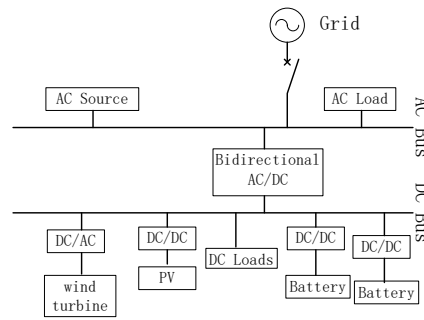 Grid
AC Source
AC Load
AC Bus
Bidirectional
AC/DC
DC Bus
DC/AC
DC/DC
DC Loads
DC/DC
DC/DC
wind
turbine
PV
Battery
Battery